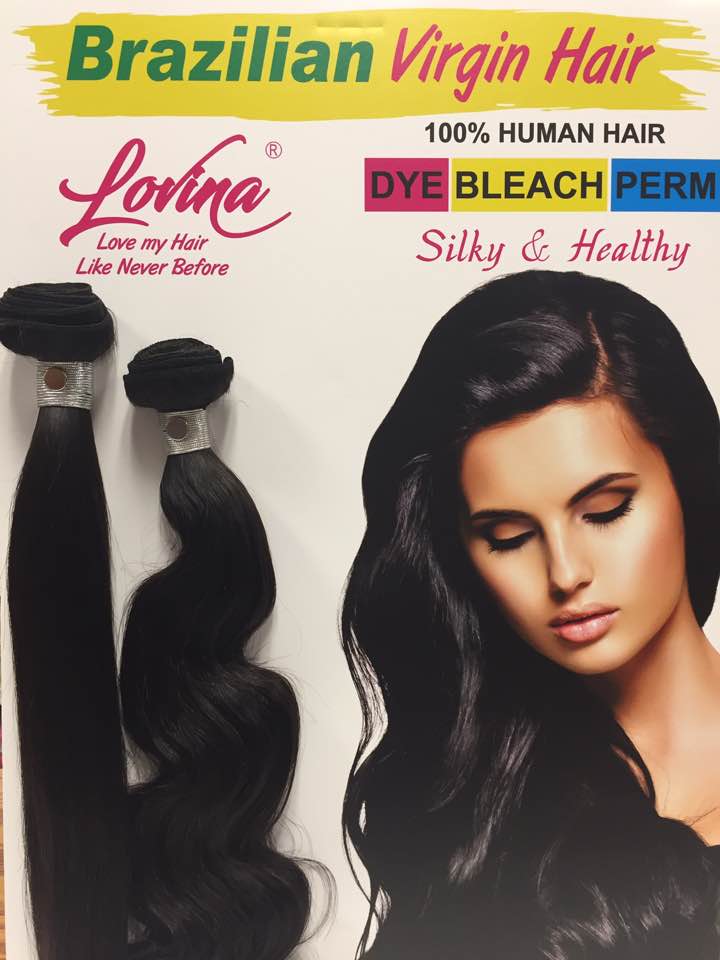 Brazilian Virgin Hair
100% HUMAN HAIR
DYE BLEACH PERM
Silky & Healthy
Lovina®
Love my Hair
Like Never Before